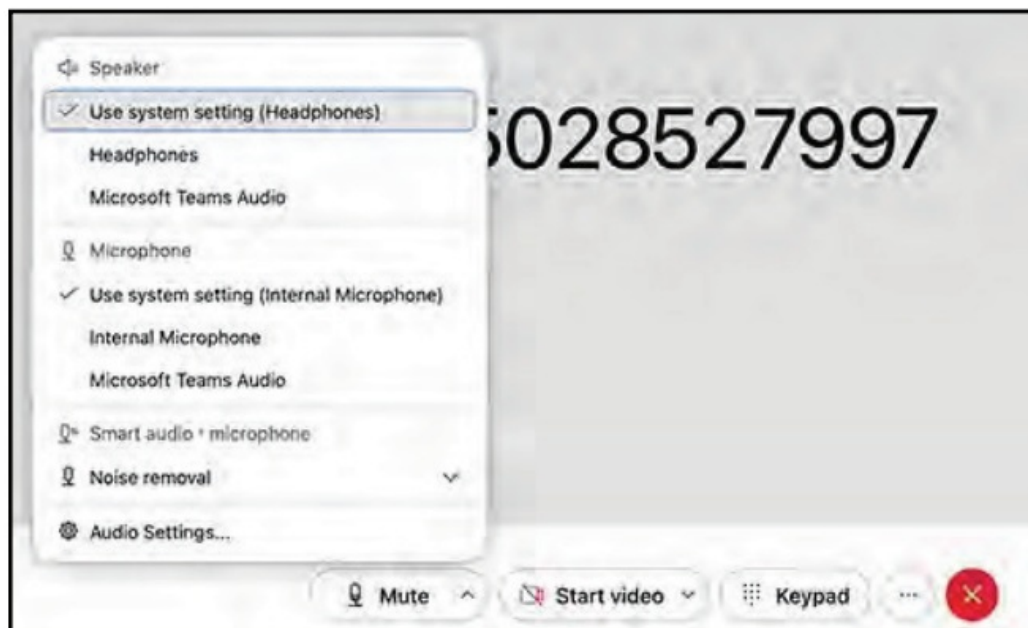 Speaker
Use system setting (Headphones)
Headphones
Microsoft Teams Audio
Microphone
Use system setting (Internal Microphone)
Internal Microphone
Microsoft Teams Audio
Smart audio • microphone
Noise removal
Audio Settings...
5028527997
Mute
Start video
Keypad